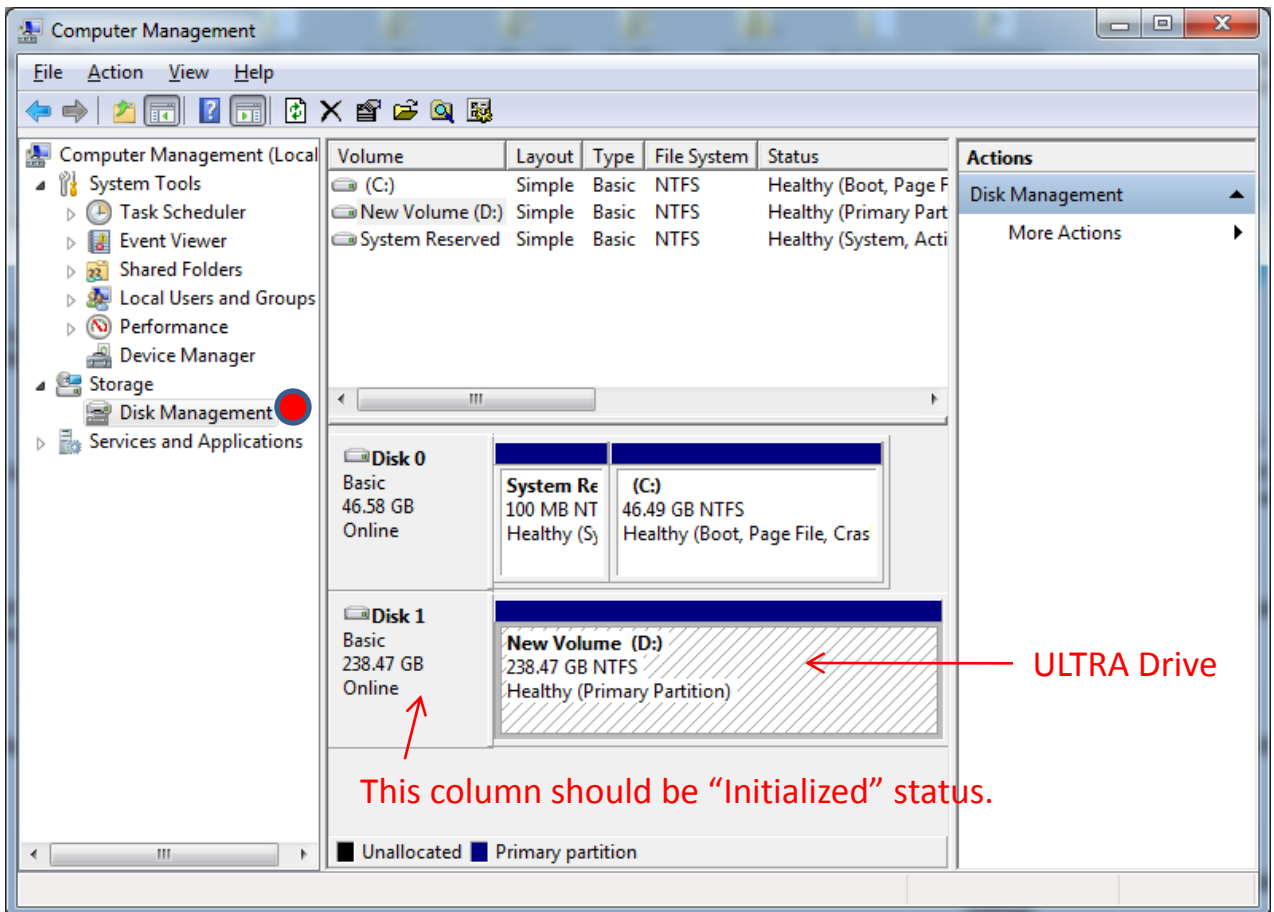 Computer Management
File Action View Help
Computer Management (Local
System Tools
Task Scheduler
Event Viewer
Shared Folders
Local Users and Groups
Performance
Device Manager
Storage
Disk Management
Services and Applications
Volume Layout Type File System Status
(C:) Simple Basic NTFS Healthy (Boot, Page F
New Volume (D:) Simple Basic NTFS Healthy (Primary Part
System Reserved Simple Basic NTFS Healthy (System, Acti
Disk 0
Basic
46.58 GB
Online
System Re
100 MB NT
Healthy (Sy
(C:)
46.49 GB NTFS
Healthy (Boot, Page File, Cras
Disk 1
Basic
238.47 GB
Online
New Volume (D:)
238.47 GB NTFS
Healthy (Primary Partition)
ULTRA Drive
This column should be “Initialized” status.
Unallocated Primary partition
Actions
Disk Management
More Actions